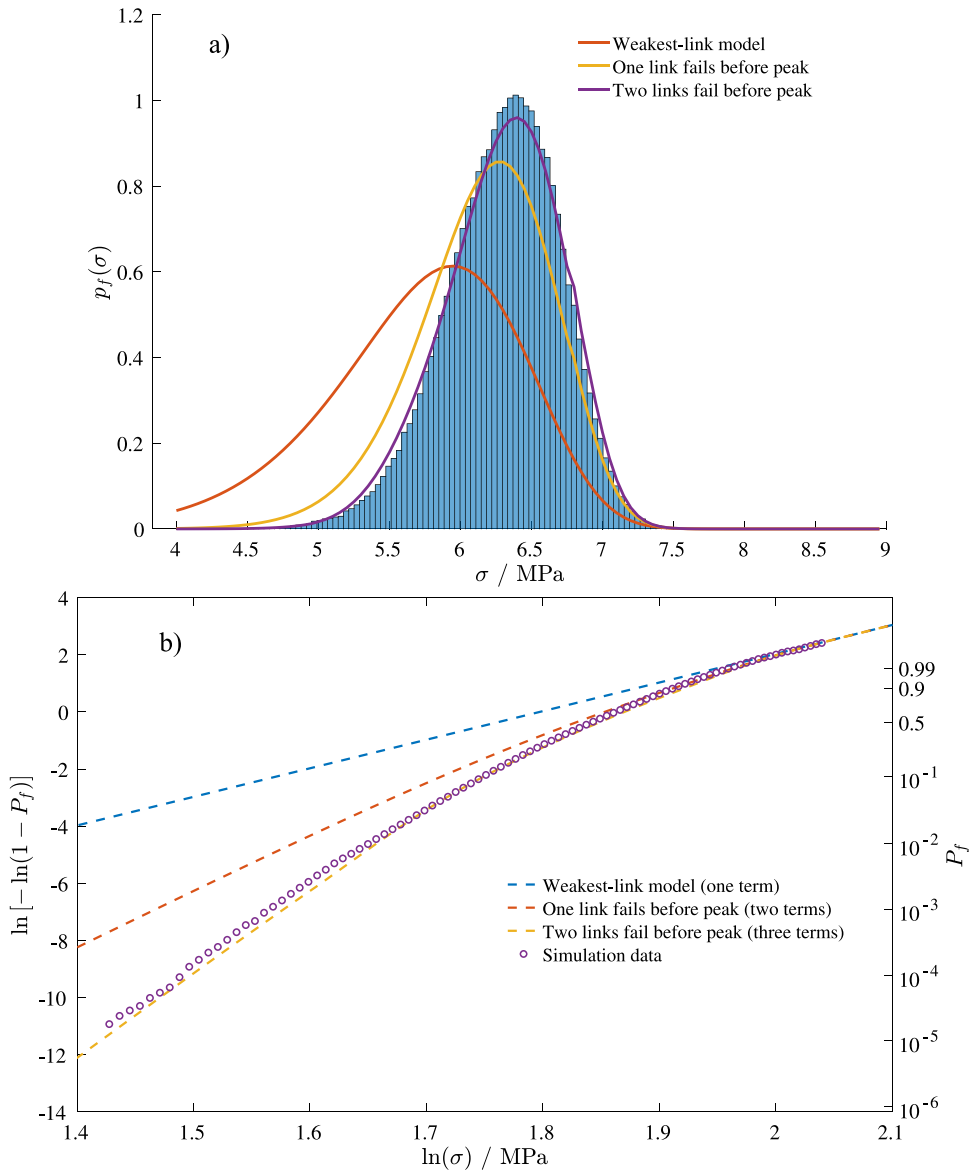 a)
1.2
1
0.8
0.6
0.4
0.2
0
p_f(σ)
Weakest-link model
One link fails before peak
Two links fail before peak
4 4.5 5 5.5 6 6.5 7 7.5 8 8.5 9
σ / MPa
b)
4
2
0
-2
-4
-6
-8
-10
-12
-14
ln [− ln(1 − P_f)]
0.99
0.9
0.5
10^-1
10^-2
10^-3
10^-4
10^-5
10^-6
P_f
Weakest-link model (one term)
One link fails before peak (two terms)
Two links fail before peak (three terms)
Simulation data
1.4 1.5 1.6 1.7 1.8 1.9 2 2.1
ln(σ) / MPa